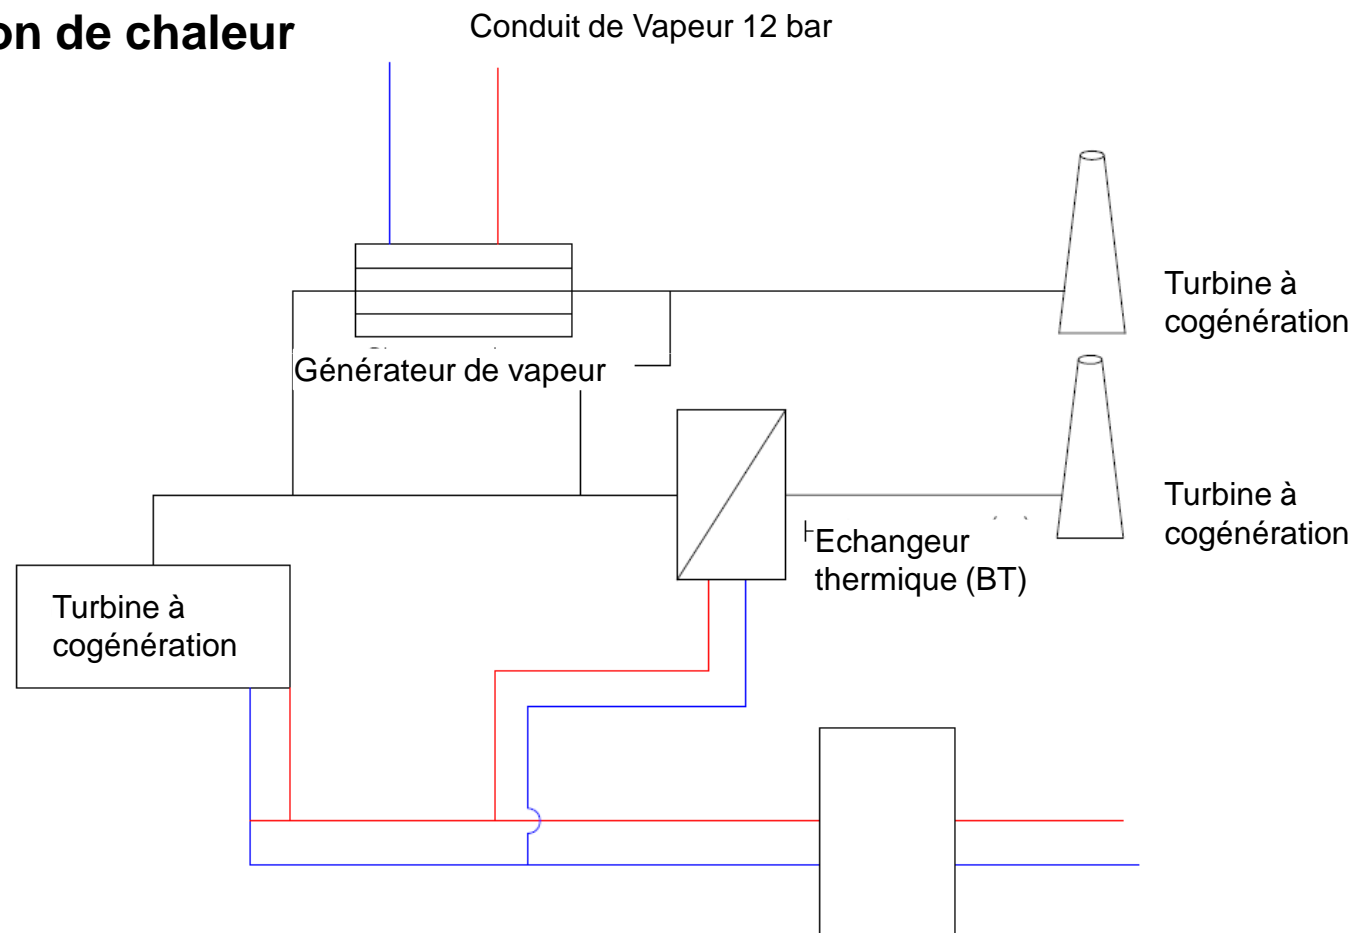 on de chaleur
Conduit de Vapeur 12 bar
Turbine à
cogénération
Générateur de vapeur
Turbine à
cogénération
Echangeur
thermique (BT)
Turbine à
cogénération